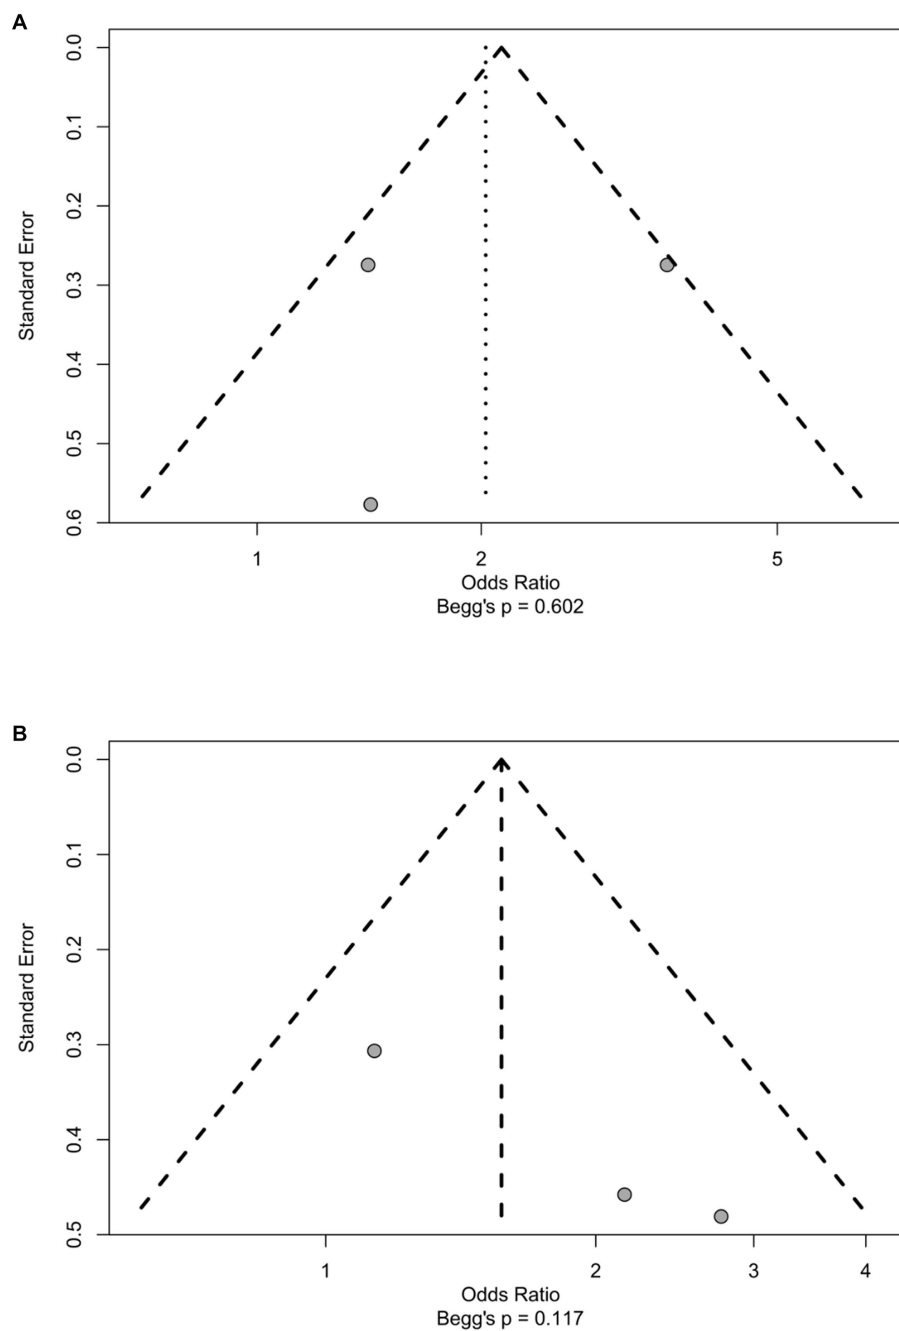 A
0.0
0.1
0.2
0.3
0.4
0.5
0.6
Standard Error
1 2 5
Odds Ratio
Begg's p = 0.602
B
0.0
0.1
0.2
0.3
0.4
0.5
Standard Error
1 2 3 4
Odds Ratio
Begg's p = 0.117